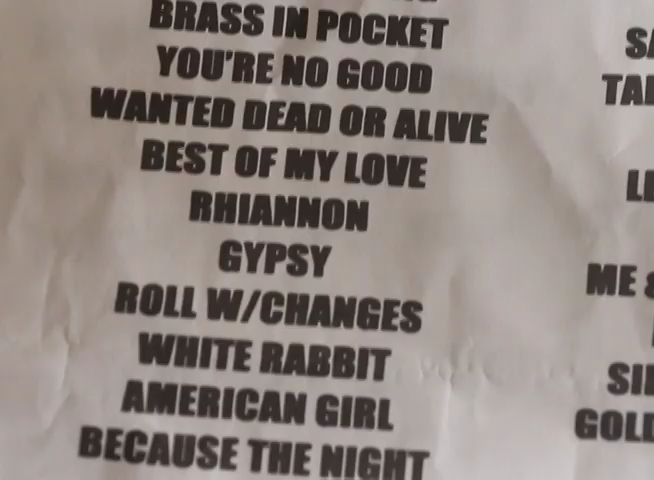 BRASS IN POCKET
YOU'RE NO GOOD
WANTED DEAD OR ALIVE
BEST OF MY LOVE
RHIANNON
GYPSY
ROLL W/CHANGES
WHITE RABBIT
AMERICAN GIRL
BECAUSE THE NIGHT
ME